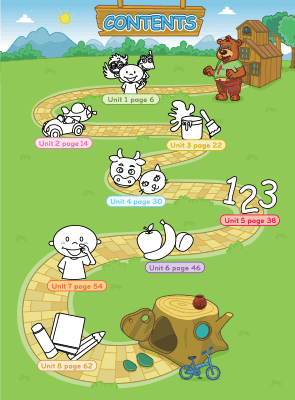 CONTENTS
Unit 1 page 6
Unit 2 page 14
Unit 3 page 22
Unit 4 page 30
123
Unit 5 page 38
Unit 6 page 46
Unit 7 page 54
Unit 8 page 62